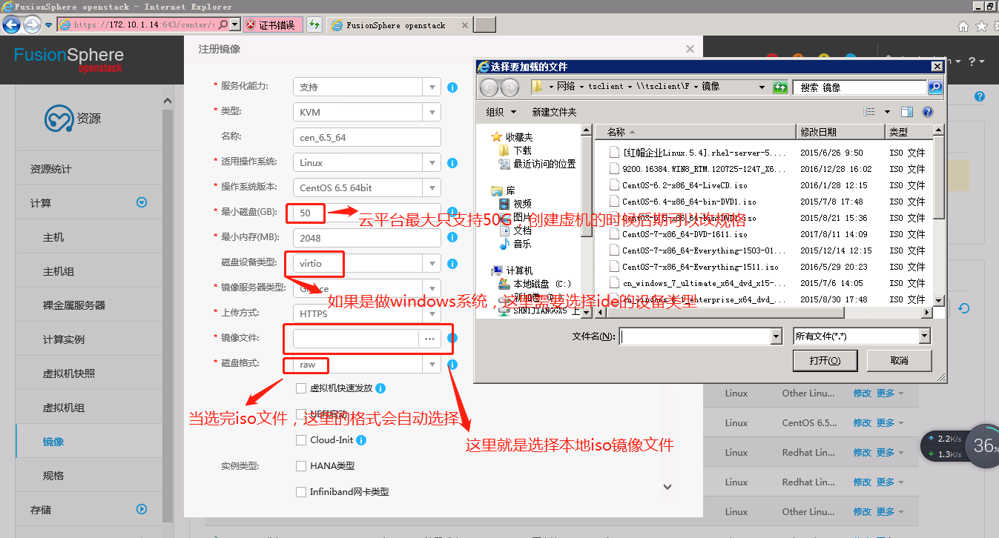 FusionSphere openstack - Internet Explorer
https://172.10.1.14:643/center/s
证书错误
FusionSphere openstack
FusionSphere
openstack
资源
资源统计
计算
主机
主机组
裸金属服务器
计算实例
虚拟机快照
虚拟机组
镜像
规格
存储
注册镜像
* 服务化能力: 支持
* 类型: KVM
名称: cen_6.5_64
* 适用操作系统: Linux
* 操作系统版本: CentOS 6.5 64bit
* 最小磁盘(GB): 50
云平台最大只支持50G，创建虚机的时候后期可以改规格
* 最小内存(MB): 2048
磁盘设备类型: virtio
* 镜像服务器类型:
如果是做windows系统，这里需要选择ide的设备类型
* 上传方式: HTTPS
* 镜像文件: ...
* 磁盘格式: raw
虚拟机快速发放
UEFI启动
当选完iso文件，这里的格式会自动选择
这里就是选择本地iso镜像文件
Cloud-Init
实例类型: HANA类型
Infiniband网卡类型
选择要加载的文件
网络 tsclient \\tsclient\F 镜像
搜索 镜像
组织 新建文件夹
收藏夹
下载
最近访问的位置
库
视频
图片
文档
音乐
计算机
本地磁盘 (C:)
SHNIJIANGGX5 上
名称 修改日期 类型
[红帽企业Linux.5.4].rhel-server-5.... 2015/6/26 9:50 ISO 文件
9200.16384.WIN8_RTM.120725-1247_X6... 2016/12/28 16:02 ISO 文件
CentOS-6.2-x86_64-LiveCD.iso 2016/1/28 12:15 ISO 文件
CentOS-6.4-x86_64-bin-DVD1.iso 2015/7/8 17:48 ISO 文件
2015/8/21 15:36 ISO 文件
CentOS-7-x86_64-DVD-1611.iso 2017/8/11 14:09 ISO 文件
CentOS-7-x86_64-Everything-1503-01... 2015/12/14 12:15 ISO 文件
CentOS-7-x86_64-Everything-1511.iso 2016/5/29 20:23 ISO 文件
cn_windows_7_ultimate_x64_dvd_x15-... 2015/7/6 14:05 ISO 文件
2015/8/30 17:48 ISO 文件
文件名(N): 所有文件(*.*)
打开(O) 取消
Linux Other Linu... 修改 更多
Linux CentOS 6.5... 修改 更多
Linux Redhat Lin... 修改 更多
Linux Redhat Lin... 修改 更多
Linux Other Linu... 修改 更多
2.2K/s
1.3K/s
36%